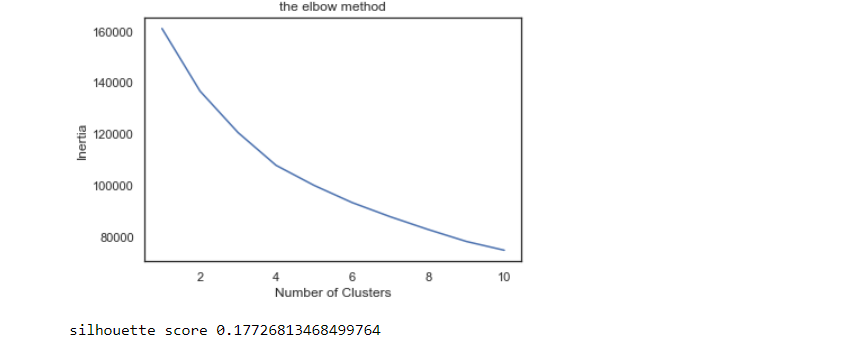 the elbow method
160000
140000
120000
100000
80000
Inertia
2 4 6 8 10
Number of Clusters
silhouette score 0.17726813468499764